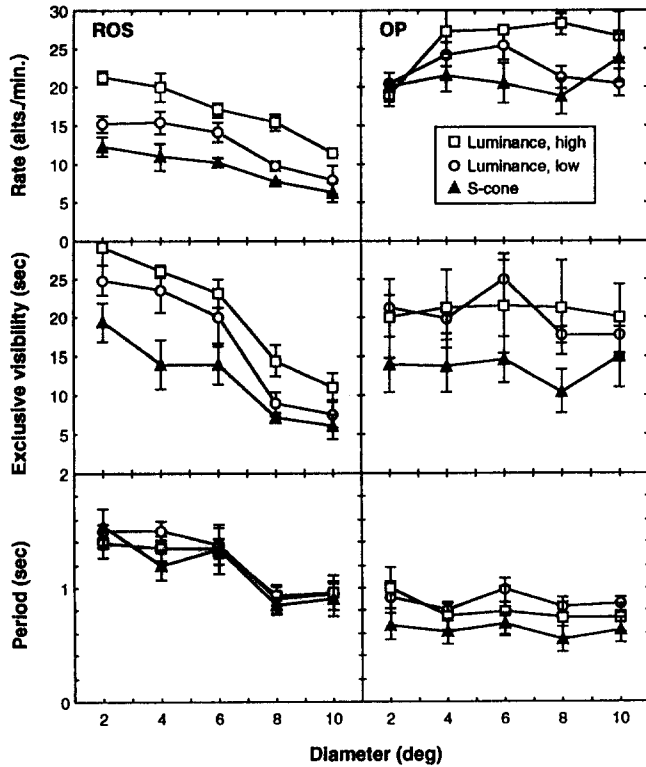 ROS
OP
Rate (alts./min.)
30
25
20
15
10
5
0
Luminance, high
Luminance, low
S-cone
Exclusive visibility (sec)
25
20
15
10
5
2
Period (sec)
1
0
2 4 6 8 10 2 4 6 8 10
Diameter (deg)